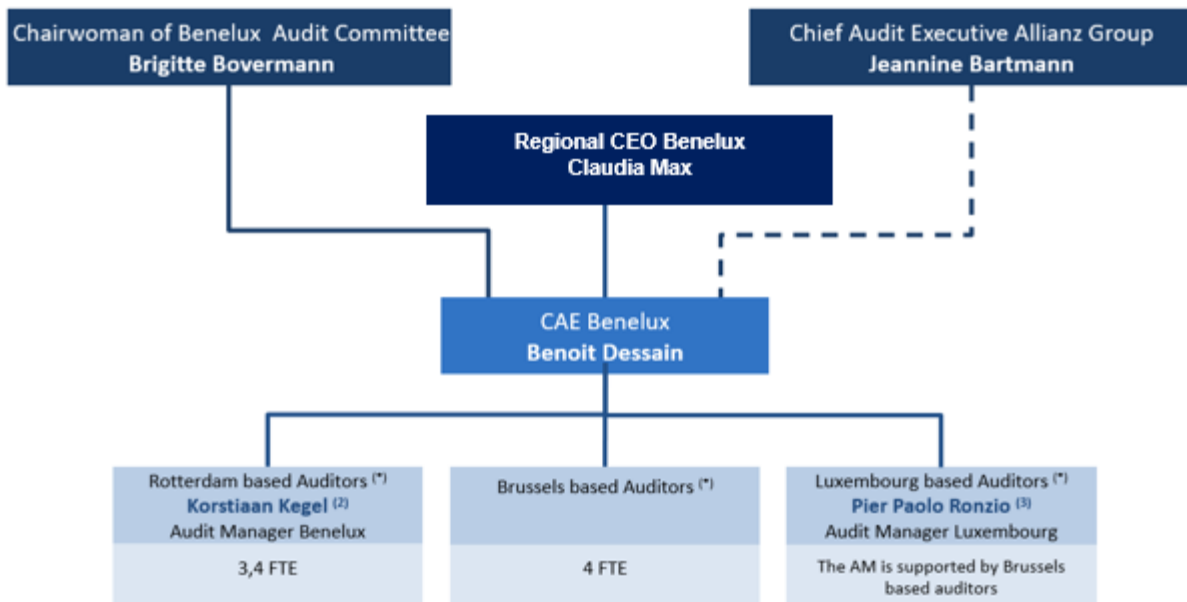 Chairwoman of Benelux Audit Committee
Brigitte Bovermann
Chief Audit Executive Allianz Group
Jeannine Bartmann
Regional CEO Benelux
Claudia Max
CAE Benelux
Benoit Dessain
Rotterdam based Auditors (*)
Korstiaan Kegel (2)
Audit Manager Benelux
3,4 FTE
Brussels based Auditors (*)
4 FTE
Luxembourg based Auditors (*)
Pier Paolo Ronzio (3)
Audit Manager Luxembourg
The AM is supported by Brussels
based auditors